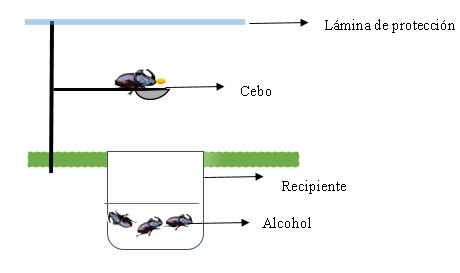 Lámina de protección
Cebo
Recipiente
Alcohol